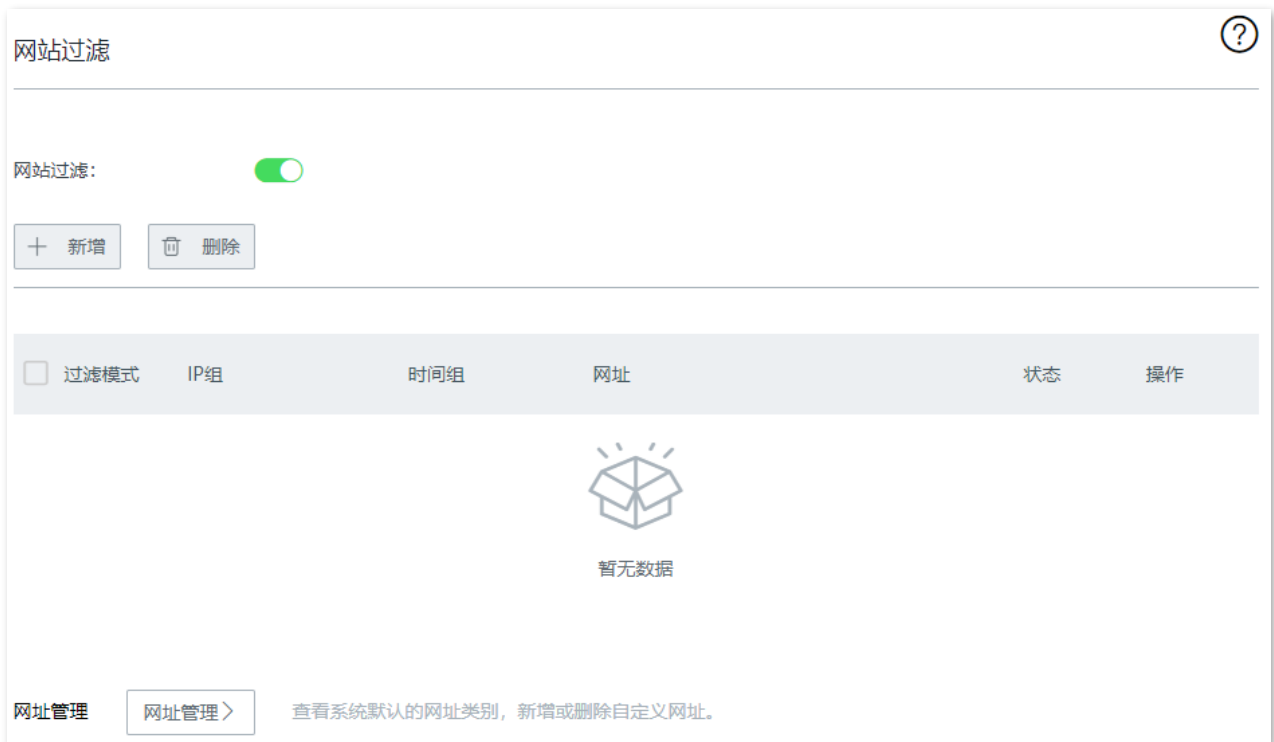 网站过滤
网站过滤：
新增 删除
过滤模式 IP组 时间组 网址 状态 操作
暂无数据
网址管理 网址管理 查看系统默认的网址类别，新增或删除自定义网址。